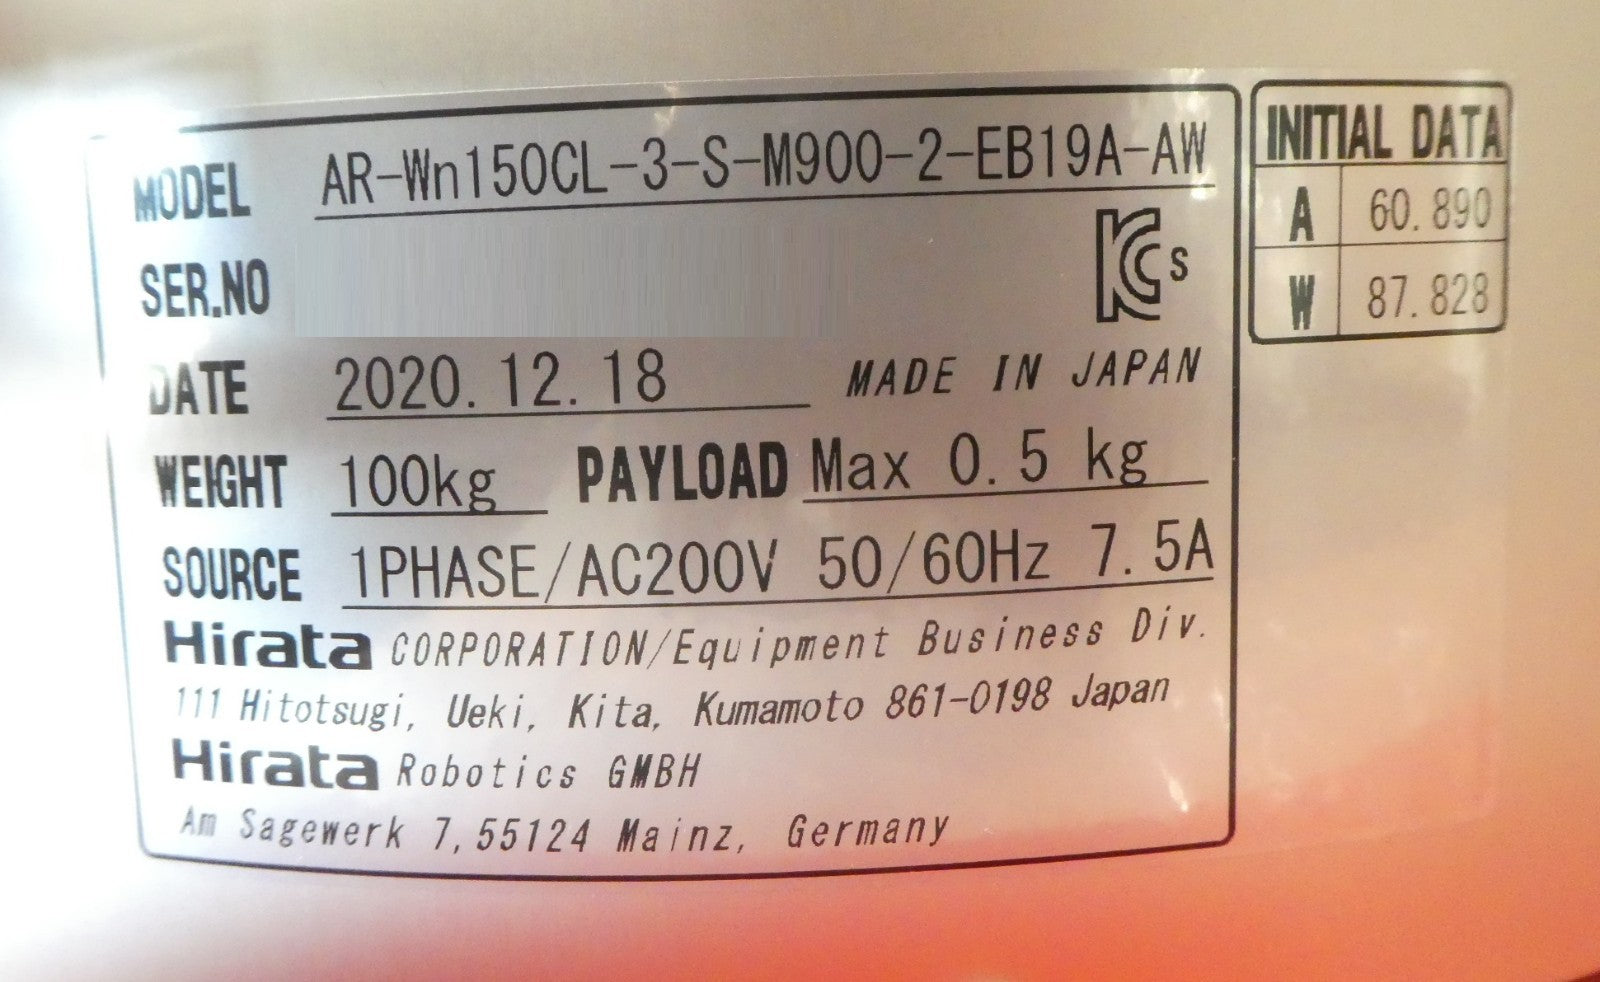 MODEL AR-Wn150CL-3-S-M900-2-EB19A-AW
SER.NO
KCs
DATE 2020.12.18 MADE IN JAPAN
WEIGHT 100kg PAYLOAD Max 0.5 kg
SOURCE 1PHASE/AC200V 50/60Hz 7.5A
Hirata CORPORATION/Equipment Business Div.
111 Hitotsugi, Ueki, Kita, Kumamoto 861-0198 Japan
Hirata Robotics GMBH
Am Sagewerk 7,55124 Mainz, Germany
INITIAL DATA
A 60.890
W 87.828